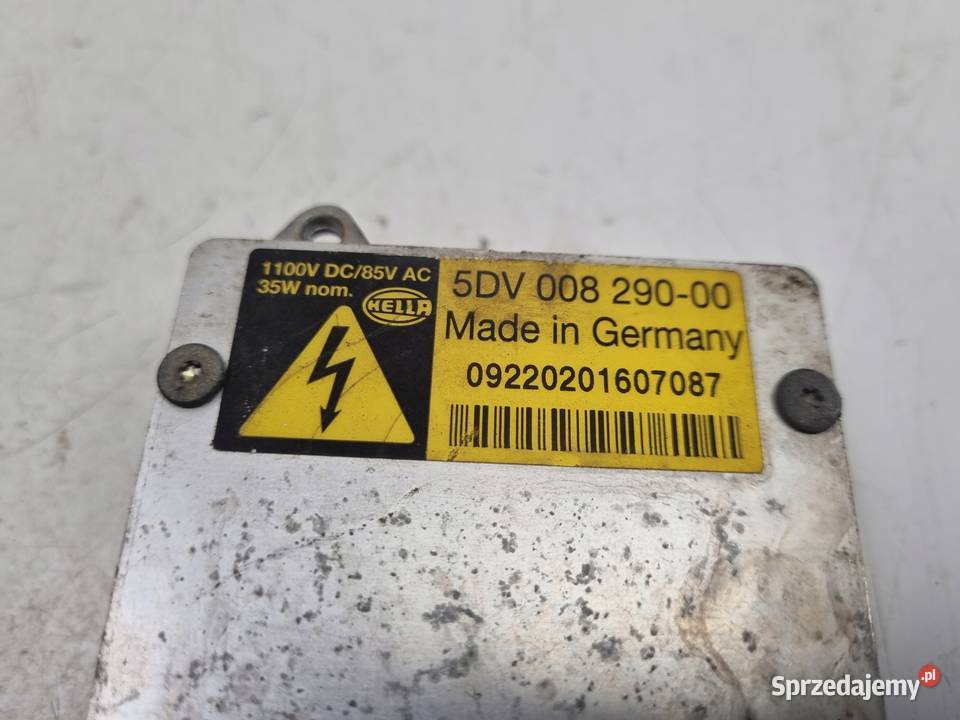 1100V DC/85V AC
35W nom.
HELLA
5DV 008 290-00
Made in Germany
09220201607087
Sprzedajemy.pl